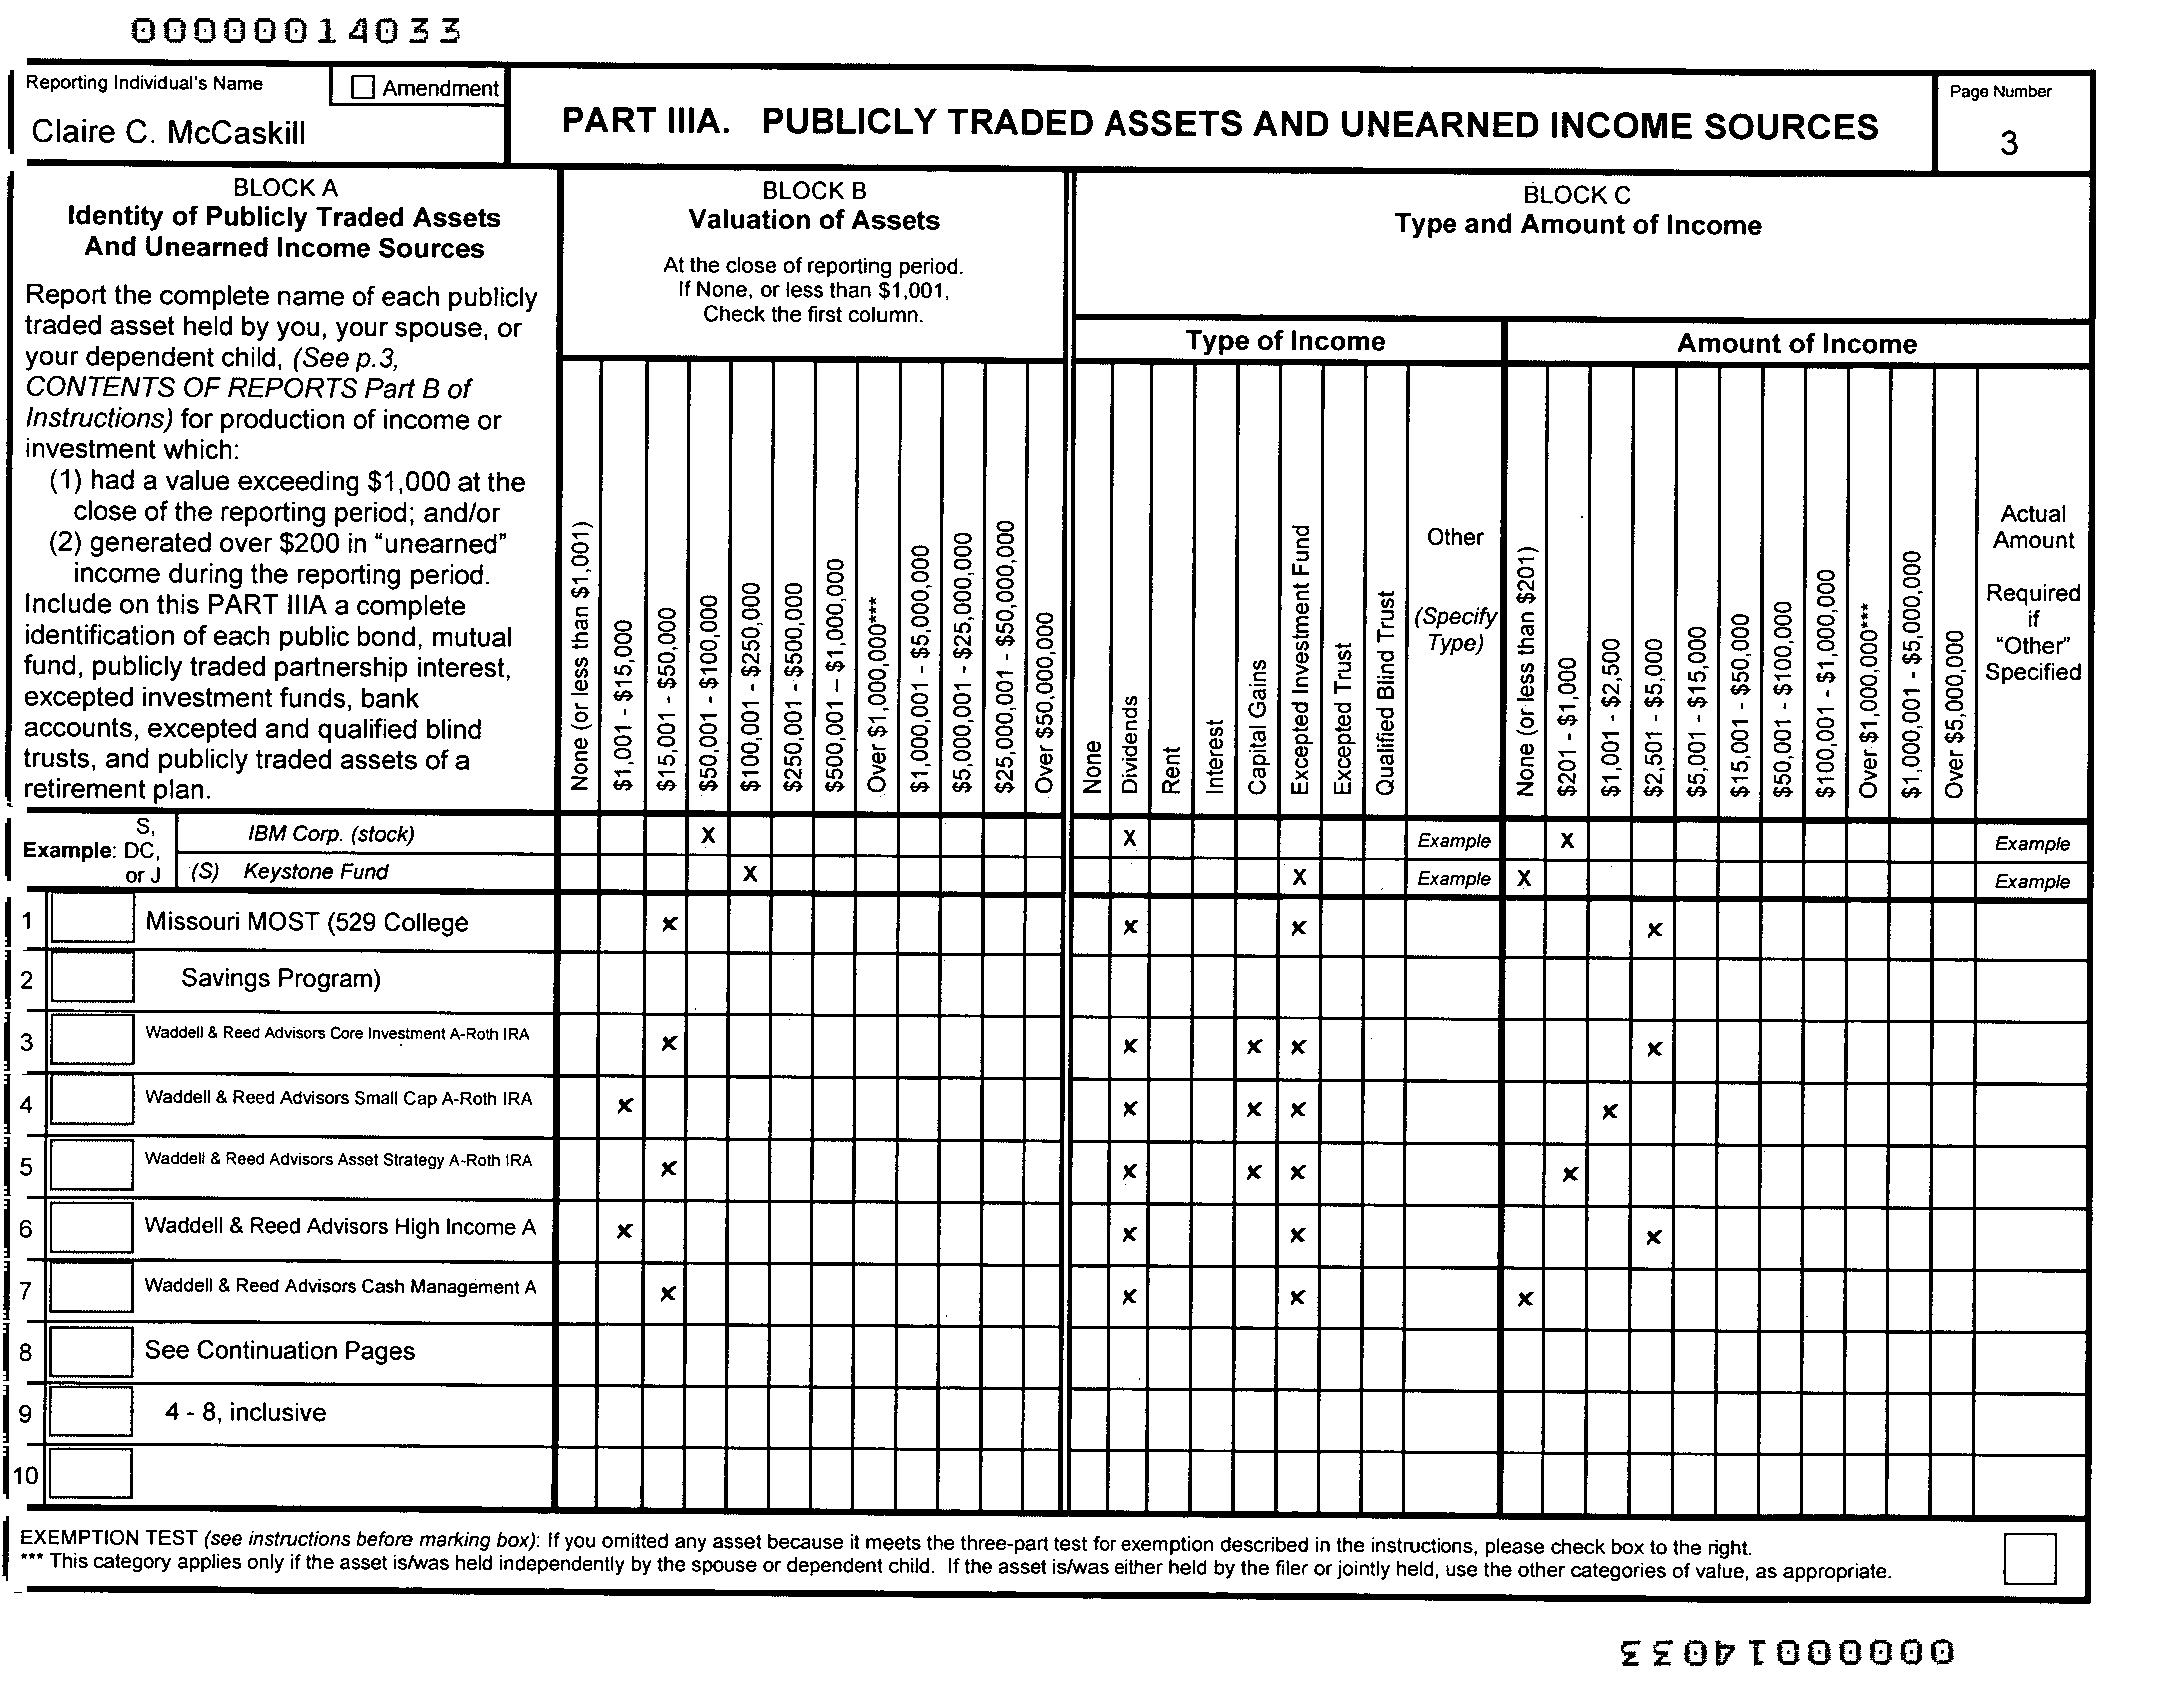 00000014033
Reporting Individual's Name
Amendment
Claire C. McCaskill
PART IIIA. PUBLICLY TRADED ASSETS AND UNEARNED INCOME SOURCES
Page Number
3
BLOCK A
Identity of Publicly Traded Assets
And Unearned Income Sources
Report the complete name of each publicly
traded asset held by you, your spouse, or
your dependent child, (See p.3,
CONTENTS OF REPORTS Part B of
Instructions) for production of income or
investment which:
(1) had a value exceeding $1,000 at the
close of the reporting period; and/or
(2) generated over $200 in "unearned"
income during the reporting period.
Include on this PART IIIA a complete
identification of each public bond, mutual
fund, publicly traded partnership interest,
excepted investment funds, bank
accounts, excepted and qualified blind
trusts, and publicly traded assets of a
retirement plan.
BLOCK B
Valuation of Assets
At the close of reporting period.
If None, or less than $1,001,
Check the first column.
None (or less than $1,001)
$1,001 - $15,000
$15,001 - $50,000
$50,001 - $100,000
$100,001 - $250,000
$250,001 - $500,000
$500,001 – $1,000,000
Over $1,000,000***
$1,000,001 - $5,000,000
$5,000,001 - $25,000,000
$25,000,001 - $50,000,000
Over $50,000,000
BLOCK C
Type and Amount of Income
Type of Income
None
Dividends
Rent
Interest
Capital Gains
Excepted Investment Fund
Excepted Trust
Qualified Blind Trust
Other
(Specify
Type)
Amount of Income
None (or less than $201)
$201 - $1,000
$1,001 - $2,500
$2,501 - $5,000
$5,001 - $15,000
$15,001 - $50,000
$50,001 - $100,000
$100,001 - $1,000,000
Over $1,000,000***
$1,000,001 - $5,000,000
Over $5,000,000
Actual
Amount
Required
if
"Other"
Specified
Example: S, DC, or J
IBM Corp. (stock) X X Example X Example
(S) Keystone Fund X X Example X Example
1 Missouri MOST (529 College x x x x
2 Savings Program)
3 Waddell & Reed Advisors Core Investment A-Roth IRA x x x x x
4 Waddell & Reed Advisors Small Cap A-Roth IRA x x x x x
5 Waddell & Reed Advisors Asset Strategy A-Roth IRA x x x x x
6 Waddell & Reed Advisors High Income A x x x x
7 Waddell & Reed Advisors Cash Management A x x x x
8 See Continuation Pages
9 4 - 8, inclusive
10
EXEMPTION TEST (see instructions before marking box): If you omitted any asset because it meets the three-part test for exemption described in the instructions, please check box to the right.
*** This category applies only if the asset is/was held independently by the spouse or dependent child. If the asset is/was either held by the filer or jointly held, use the other categories of value, as appropriate.
00000014033